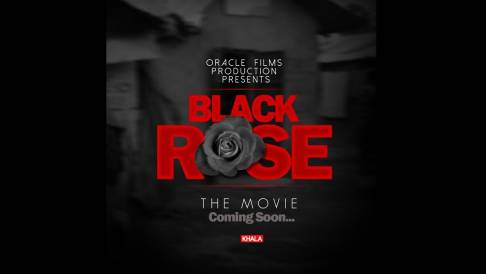 ORACLE FILMS
PRODUCTION
PRESENTS
BLACK
ROSE
THE MOVIE
Coming Soon...
KHALA